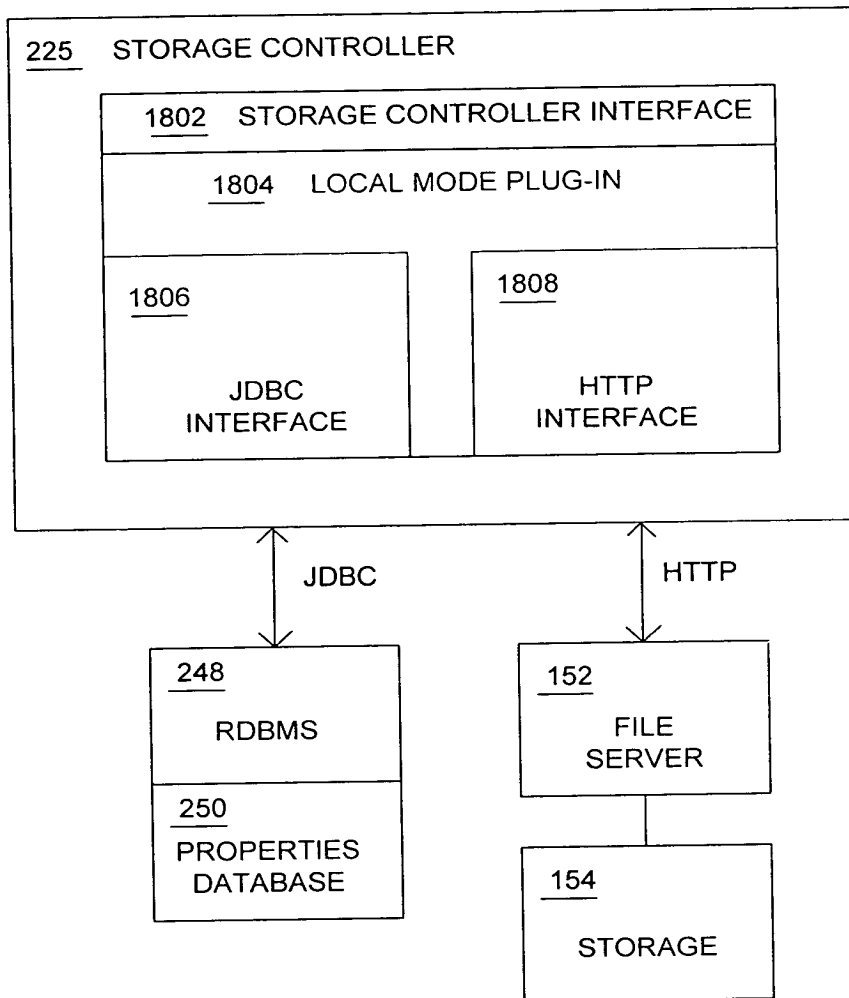 225 STORAGE CONTROLLER
1802 STORAGE CONTROLLER INTERFACE
1804 LOCAL MODE PLUG-IN
1806
JDBC
INTERFACE
1808
HTTP
INTERFACE
JDBC
HTTP
248
RDBMS
250
PROPERTIES
DATABASE
152
FILE
SERVER
154
STORAGE